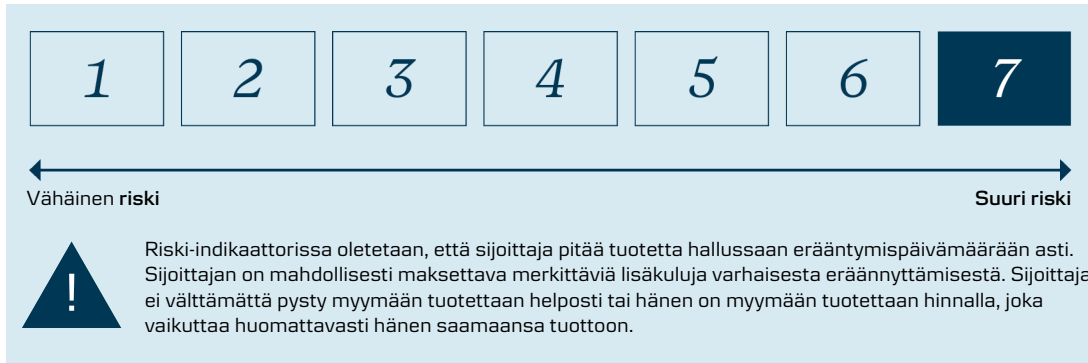 1 2 3 4 5 6 7
Vähäinen riski Suuri riski
! Riski-indikaattorissa oletetaan, että sijoittaja pitää tuotetta hallussaan erääntymispäivämäärään asti.
Sijoittajan on mahdollisesti maksettava merkittäviä lisäkuluja varhaisesta eräännyttämisestä. Sijoittaja
ei välttämättä pysty myymään tuotettaan helposti tai hänen on myymään tuotettaan hinnalla, joka
vaikuttaa huomattavasti hänen saamaansa tuottoon.